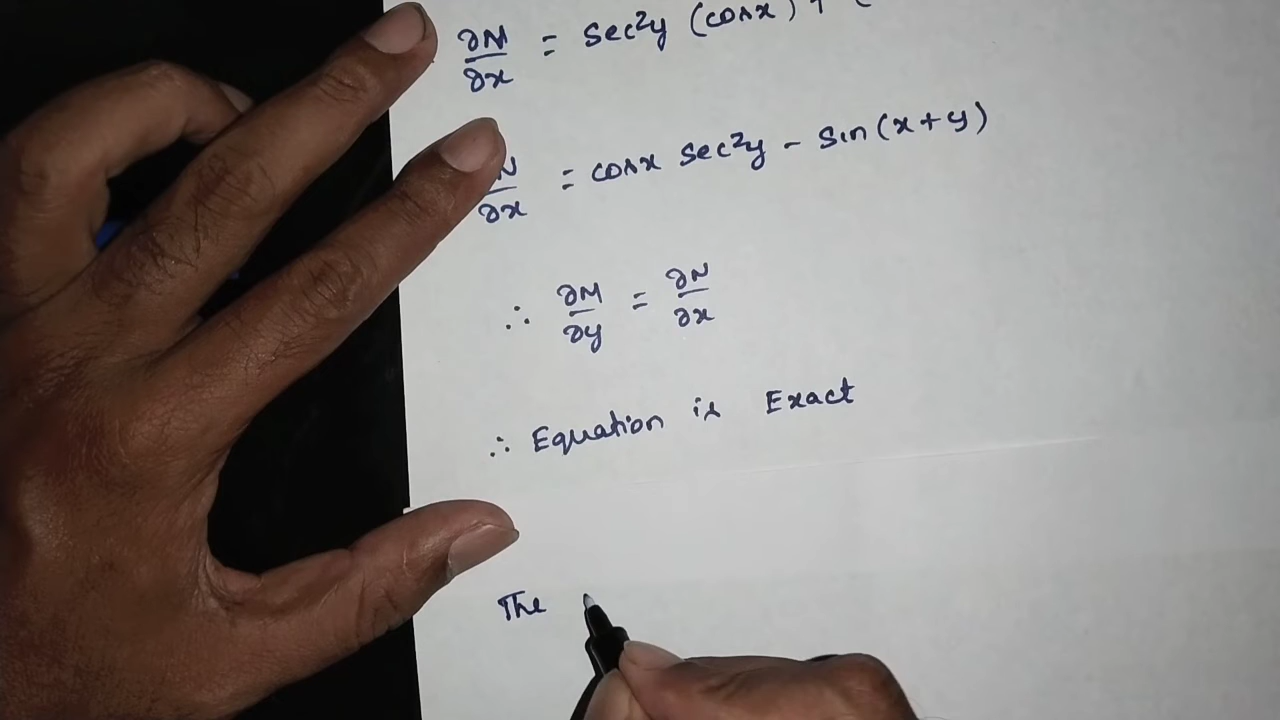 ∂N/∂x = Sec²y (cosx) + (
∂N/∂x = cosx Sec²y - Sin(x+y)
∴ ∂M/∂y = ∂N/∂x
∴ Equation is Exact
The